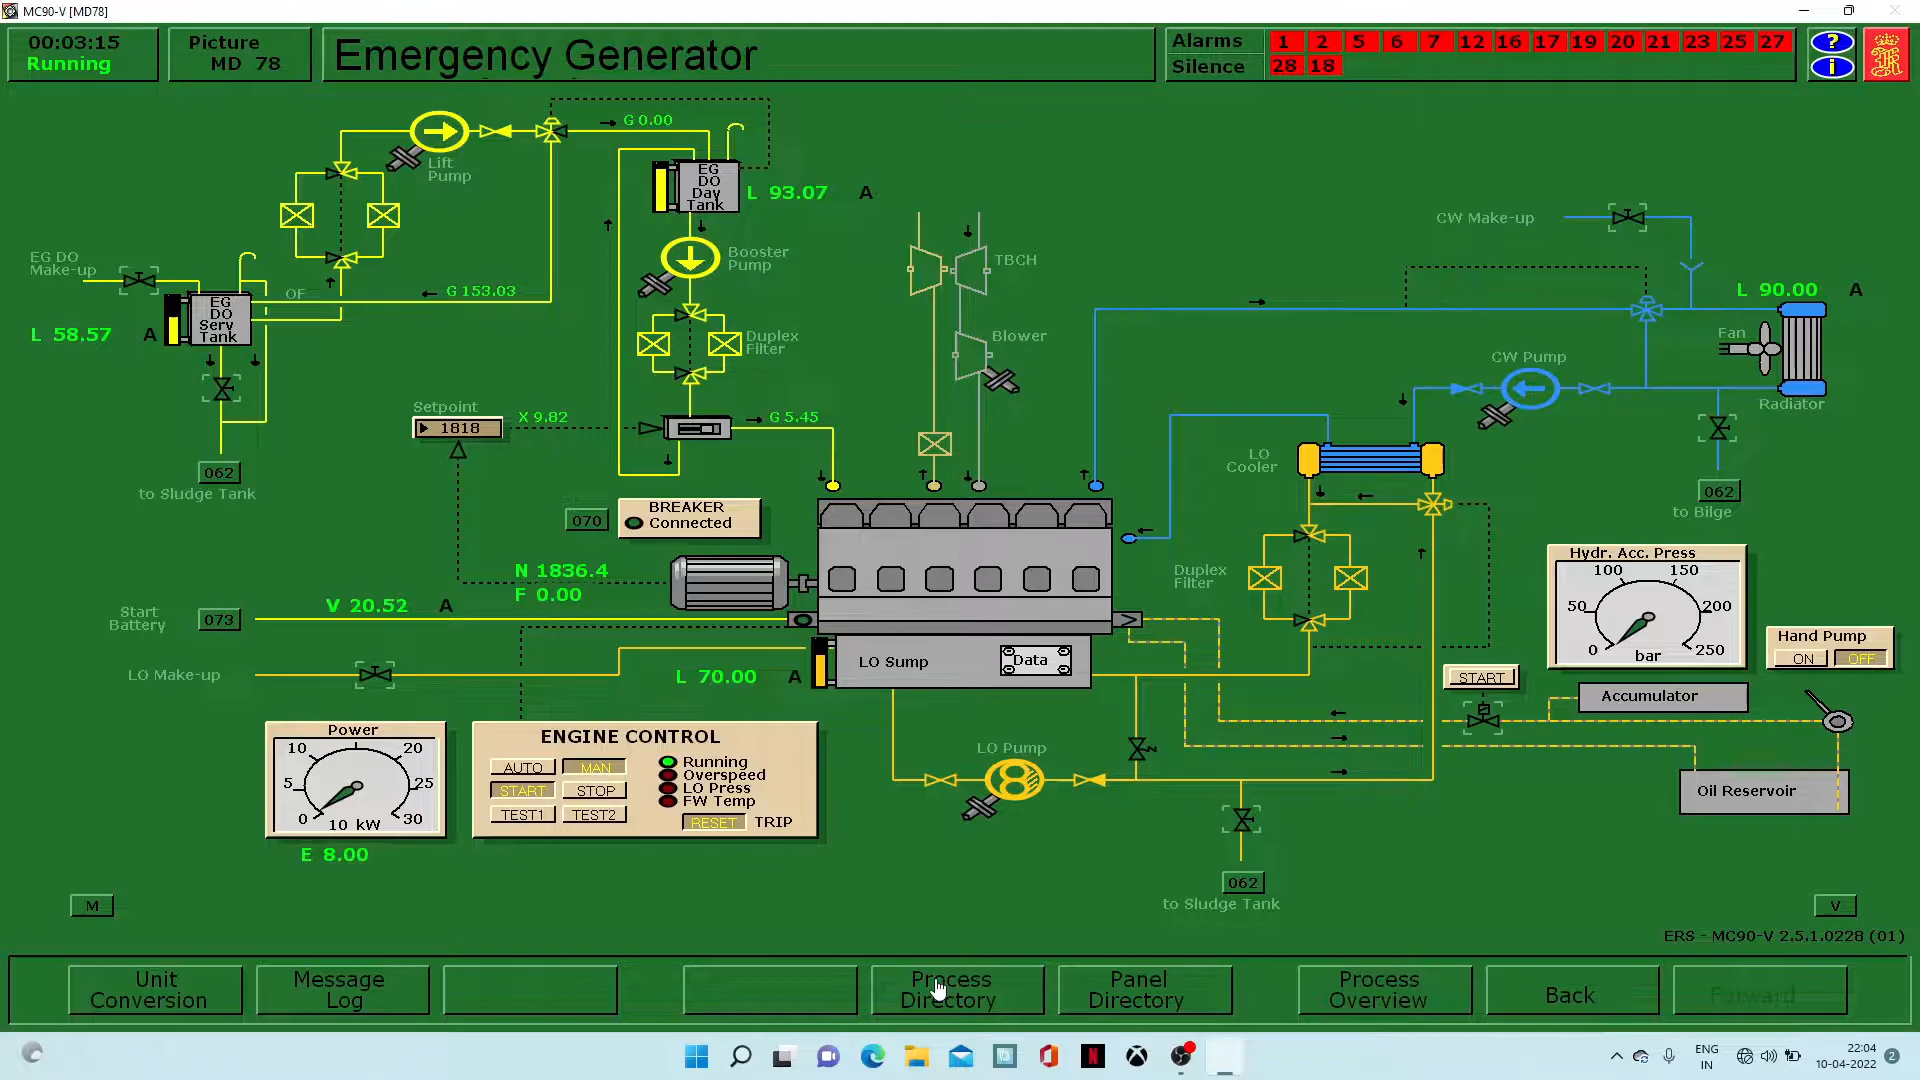 MC90-V [MD78]
00:03:15
Running
Picture
MD 78
Emergency Generator
Alarms 1 2 5 6 7 12 16 17 19 20 21 23 25 27
Silence 28 18
?
i
G 0.00
Lift
Pump
EG
DO
Day
Tank
L 93.07 A
CW Make-up
Booster
Pump
TBCH
EG DO
Make-up
OF
G 153.03
L 90.00 A
EG
DO
Serv
Tank
L 58.57 A
Duplex
Filter
Blower
Fan
CW Pump
Radiator
Setpoint
1818
X 9.82
G 5.45
LO
Cooler
062
to Sludge Tank
062
to Bilge
070
BREAKER
Connected
Hydr. Acc. Press
100 150
50 200
0 250
bar
N 1836.4
F 0.00
Duplex
Filter
Start
Battery
073
V 20.52 A
Hand Pump
ON OFF
LO Make-up
L 70.00 A
LO Sump
Data
START
Accumulator
Power
10 20
5 25
0 30
10 kW
E 8.00
ENGINE CONTROL
AUTO MAN
START STOP
TEST1 TEST2
Running
Overspeed
LO Press
FW Temp
RESET TRIP
LO Pump
Oil Reservoir
062
to Sludge Tank
M
V
ERS - MC90-V 2.5.1.0228 (01)
Unit
Conversion
Message
Log
Process
Directory
Panel
Directory
Process
Overview
Back
Forward
ENG
IN
22:04
10-04-2022
2